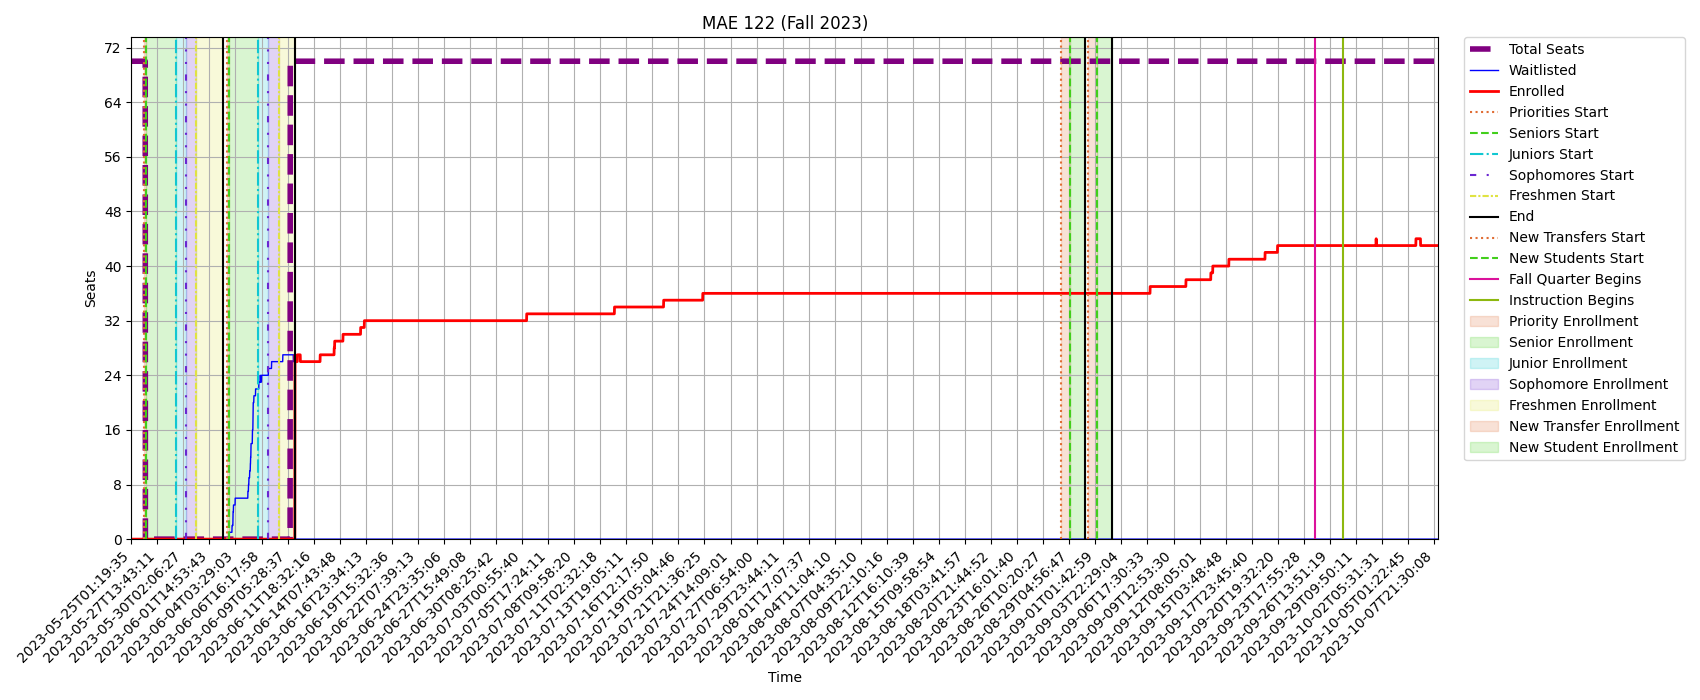 MAE 122 (Fall 2023)
Seats
72
64
56
48
40
32
24
16
8
0
2023-05-25T01:19:35
2023-05-27T13:43:11
2023-05-30T02:06:27
2023-06-01T14:53:43
2023-06-04T03:29:03
2023-06-06T16:17:58
2023-06-09T05:28:37
2023-06-11T18:32:16
2023-06-14T07:43:48
2023-06-16T23:34:13
2023-06-19T15:32:36
2023-06-22T07:39:13
2023-06-24T23:35:06
2023-06-27T15:49:08
2023-06-30T08:25:42
2023-07-03T00:55:40
2023-07-05T17:24:11
2023-07-08T09:58:20
2023-07-11T02:32:18
2023-07-13T19:05:11
2023-07-16T12:17:50
2023-07-19T05:04:46
2023-07-21T21:36:25
2023-07-24T14:09:01
2023-07-27T06:54:00
2023-07-29T23:44:11
2023-08-01T17:07:37
2023-08-04T11:04:10
2023-08-07T04:35:10
2023-08-09T22:10:16
2023-08-12T16:10:39
2023-08-15T09:58:54
2023-08-18T03:41:57
2023-08-20T21:44:52
2023-08-23T16:01:40
2023-08-26T10:20:27
2023-08-29T04:56:47
2023-09-01T01:42:59
2023-09-03T22:29:04
2023-09-06T17:30:33
2023-09-09T12:53:30
2023-09-12T08:05:01
2023-09-15T03:48:48
2023-09-17T23:45:40
2023-09-20T19:32:20
2023-09-23T17:55:28
2023-09-26T13:51:19
2023-09-29T09:50:11
2023-10-02T05:31:31
2023-10-05T01:22:45
2023-10-07T21:30:08
Time
Total Seats
Waitlisted
Enrolled
Priorities Start
Seniors Start
Juniors Start
Sophomores Start
Freshmen Start
End
New Transfers Start
New Students Start
Fall Quarter Begins
Instruction Begins
Priority Enrollment
Senior Enrollment
Junior Enrollment
Sophomore Enrollment
Freshmen Enrollment
New Transfer Enrollment
New Student Enrollment